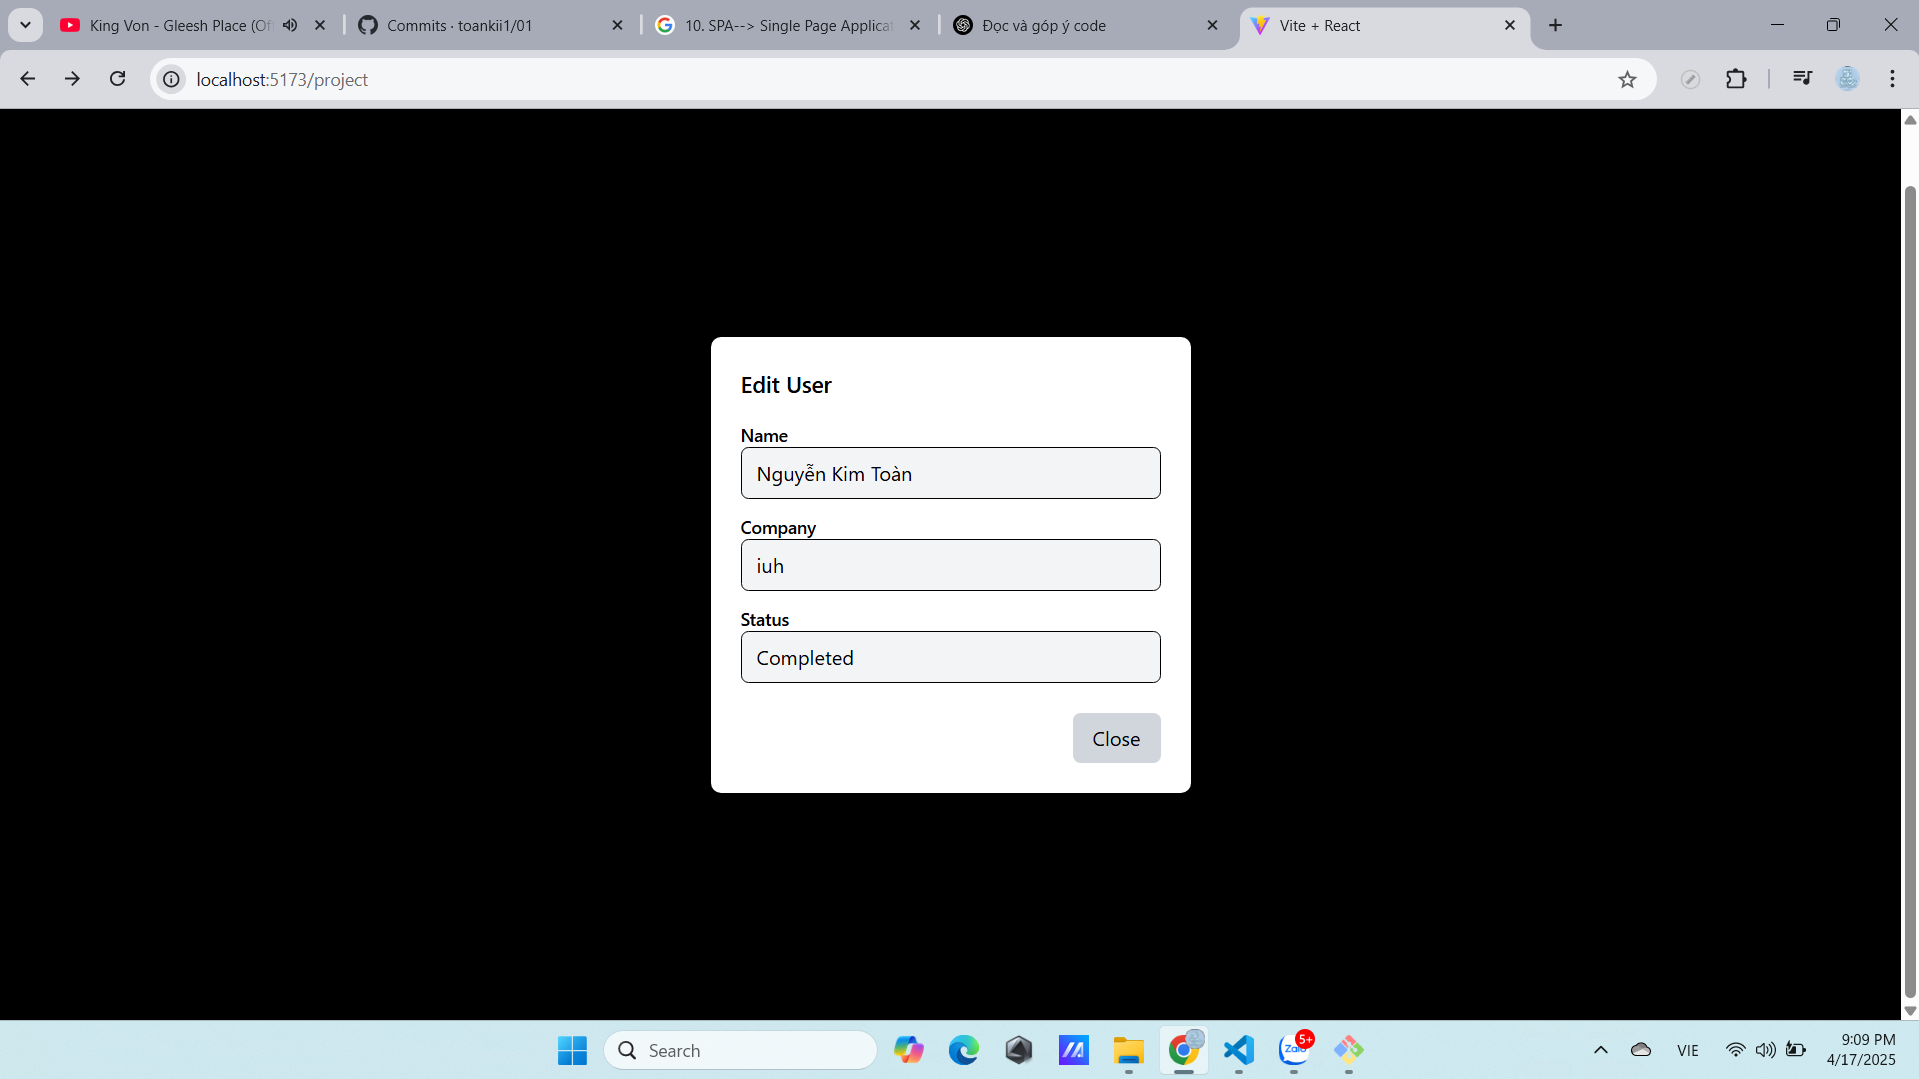 King Von - Gleesh Place (Of
Commits · toankii1/01
10. SPA--> Single Page Applicat
Đọc và góp ý code
Vite + React
localhost:5173/project
Edit User
Name
Nguyễn Kim Toàn
Company
iuh
Status
Completed
Close
Search
Zalo
5+
VIE
9:09 PM
4/17/2025